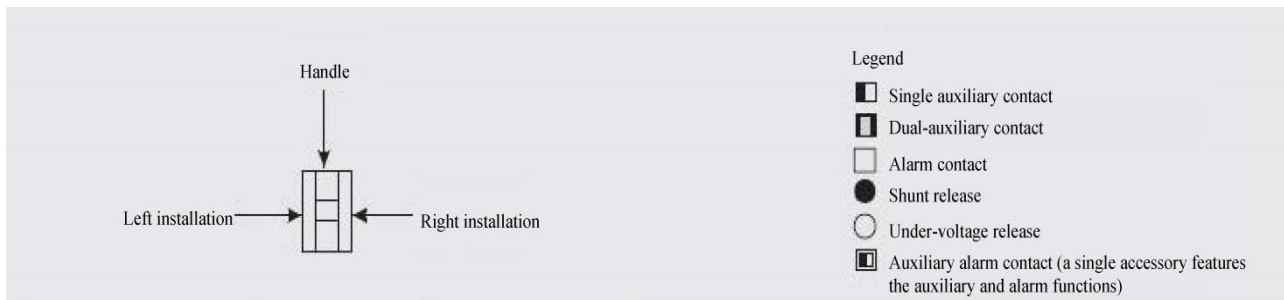 Handle
Left installation
Right installation
Legend
Single auxiliary contact
Dual-auxiliary contact
Alarm contact
Shunt release
Under-voltage release
Auxiliary alarm contact (a single accessory features
the auxiliary and alarm functions)